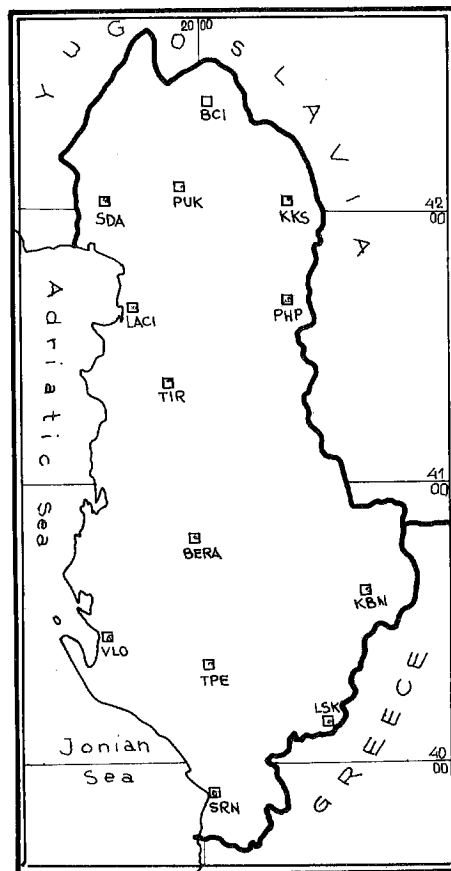 20 00
YUGOSLAVIA
BCI
PUK
SDA
KKS
42
00
LACI
PHP
Adriatic Sea
TIR
41
00
BERA
KBN
VLO
TPE
LSK
GREECE
Jonian
Sea
40
00
SRN